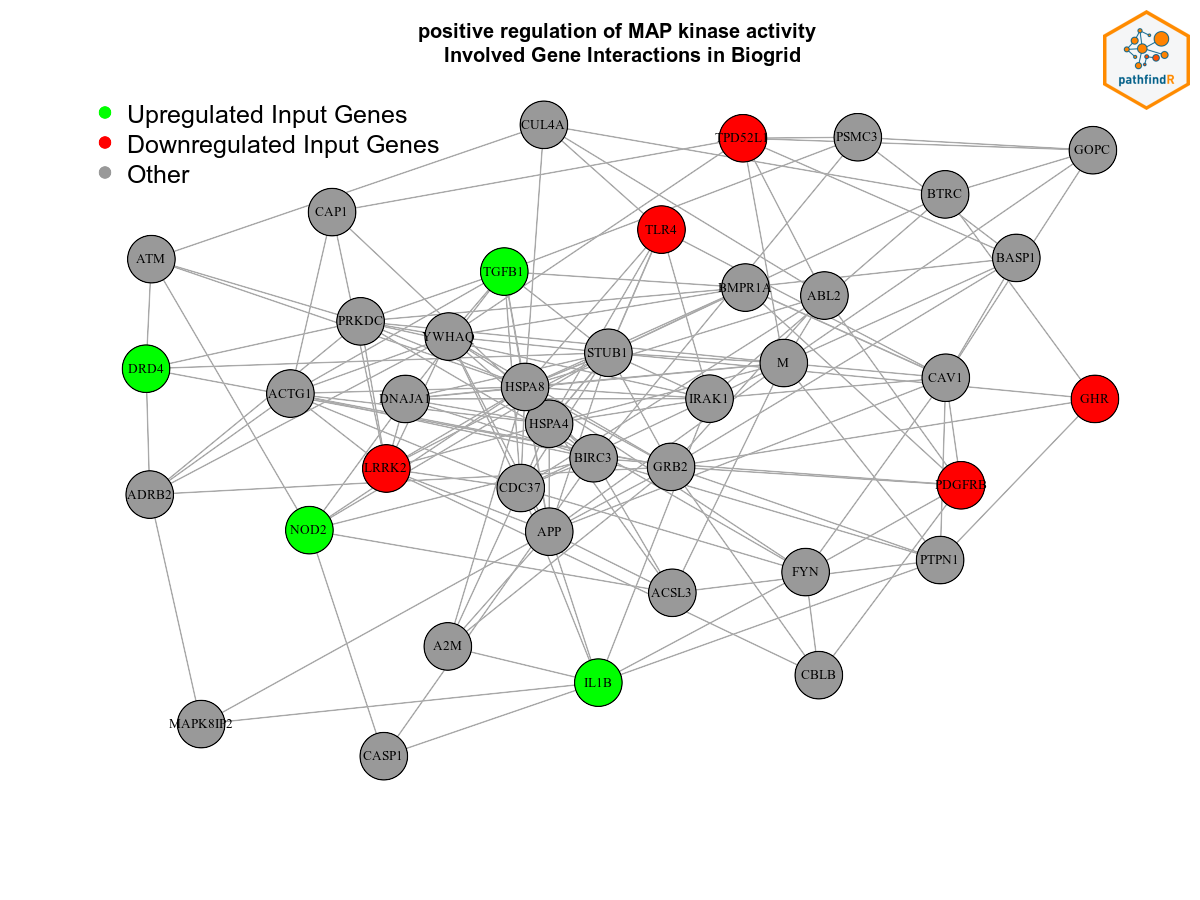 positive regulation of MAP kinase activity
Involved Gene Interactions in Biogrid
pathfindR
Upregulated Input Genes
Downregulated Input Genes
Other
CUL4A
TPD52L1
PSMC3
GOPC
BTRC
CAP1
TLR4
ATM
TGFB1
BASP1
BMPR1A
ABL2
PRKDC
YWHAQ
STUB1
M
DRD4
CAV1
HSPA8
ACTG1
DNAJA1
IRAK1
GHR
HSPA4
BIRC3
LRRK2
GRB2
CDC37
PDGFRB
ADRB2
NOD2
APP
PTPN1
FYN
ACSL3
A2M
CBLB
IL1B
MAPK8IP2
CASP1